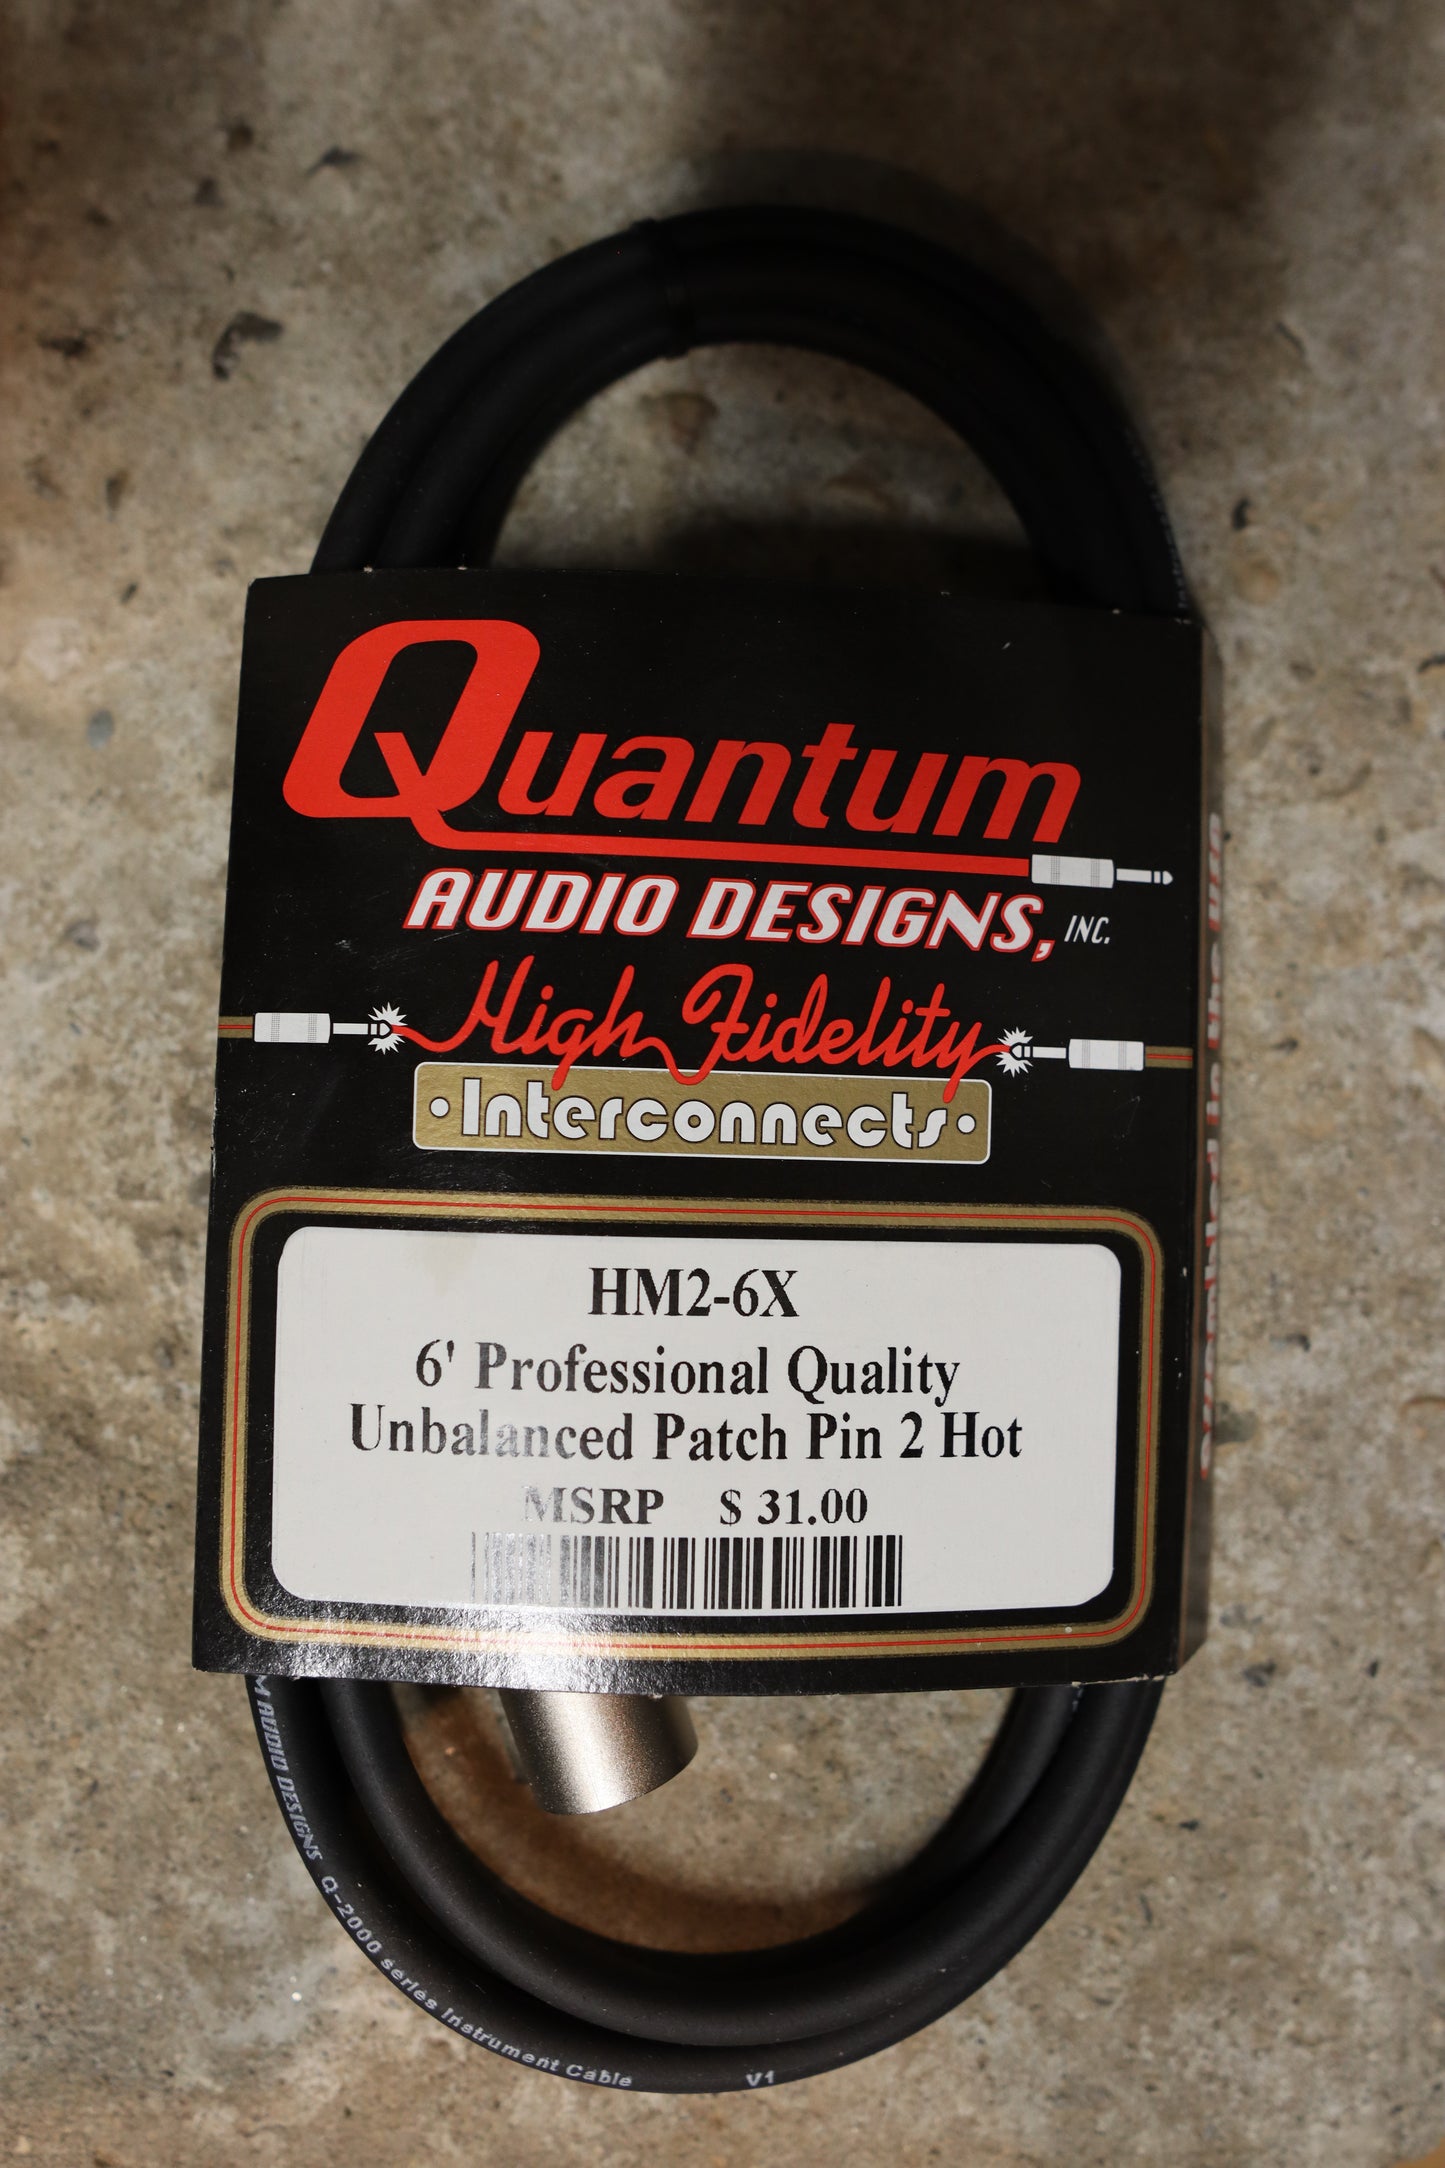 Quantum
AUDIO DESIGNS, INC.
High Fidelity
•Interconnects•
HM2-6X
6' Professional Quality
Unbalanced Patch Pin 2 Hot
MSRP $ 31.00
M AUDIO DESIGNS Q-2000 series Instrument Cable V1